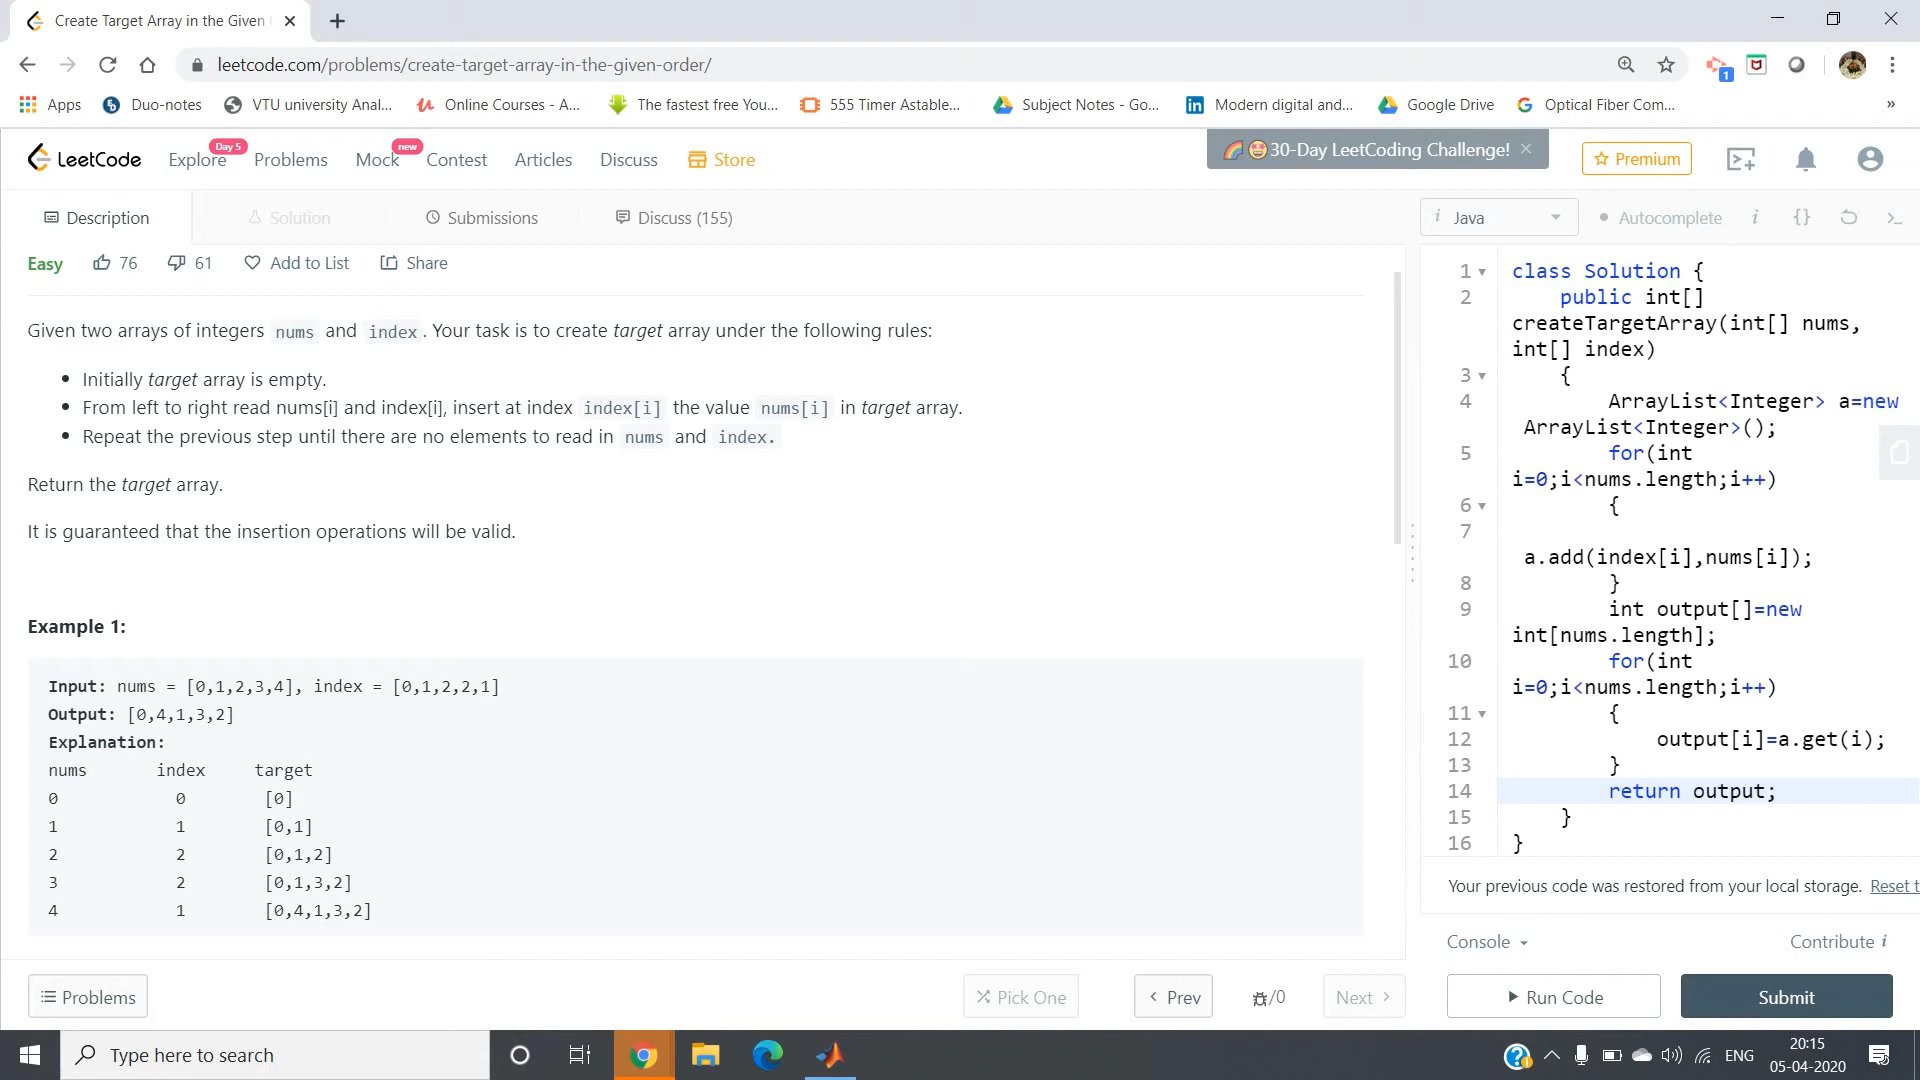 Create Target Array in the Given
leetcode.com/problems/create-target-array-in-the-given-order/
1
Apps Duo-notes VTU university Anal... Online Courses - A... The fastest free You... 555 Timer Astable... Subject Notes - Go... Modern digital and... Google Drive Optical Fiber Com... »
LeetCode Explore Day 5 Problems Mock new Contest Articles Discuss Store 30-Day LeetCoding Challenge! Premium
Description Solution Submissions Discuss (155)
Easy 76 61 Add to List Share
Given two arrays of integers nums and index. Your task is to create target array under the following rules:
• Initially target array is empty.
• From left to right read nums[i] and index[i], insert at index index[i] the value nums[i] in target array.
• Repeat the previous step until there are no elements to read in nums and index.
Return the target array.
It is guaranteed that the insertion operations will be valid.
Example 1:
Input: nums = [0,1,2,3,4], index = [0,1,2,2,1]
Output: [0,4,1,3,2]
Explanation:
nums index target
0 0 [0]
1 1 [0,1]
2 2 [0,1,2]
3 2 [0,1,3,2]
4 1 [0,4,1,3,2]
Problems Pick One Prev /0 Next
i Java Autocomplete i {}
1 class Solution {
2 public int[]
createTargetArray(int[] nums,
int[] index)
3 {
4 ArrayList<Integer> a=new
ArrayList<Integer>();
5 for(int
i=0;i<nums.length;i++)
6 {
7
a.add(index[i],nums[i]);
8 }
9 int output[]=new
int[nums.length];
10 for(int
i=0;i<nums.length;i++)
11 {
12 output[i]=a.get(i);
13 }
14 return output;
15 }
16 }
Your previous code was restored from your local storage. Reset t
Console Contribute i
Run Code Submit
Type here to search
ENG
20:15
05-04-2020